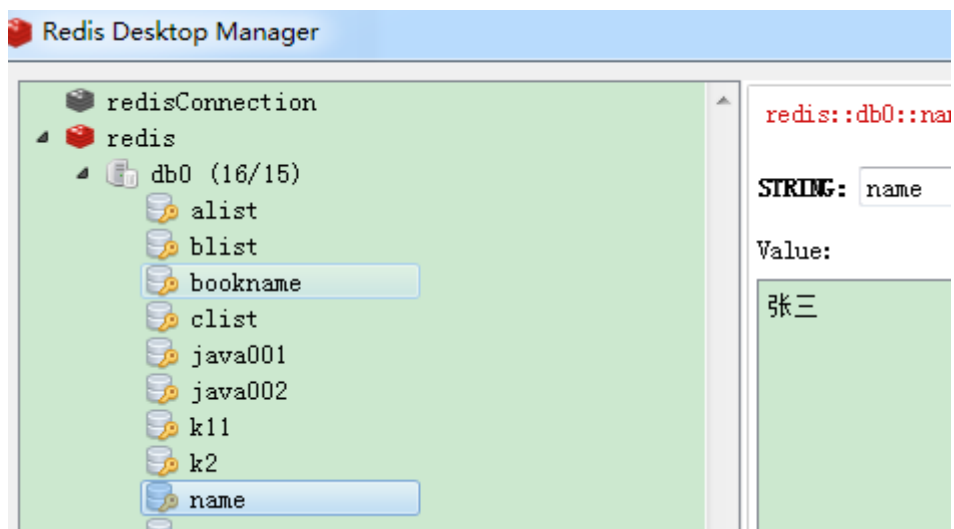 Redis Desktop Manager
redisConnection
redis
db0 (16/15)
alist
blist
bookname
clist
java001
java002
k11
k2
name
redis::db0::na
STRING: name
Value:
张三